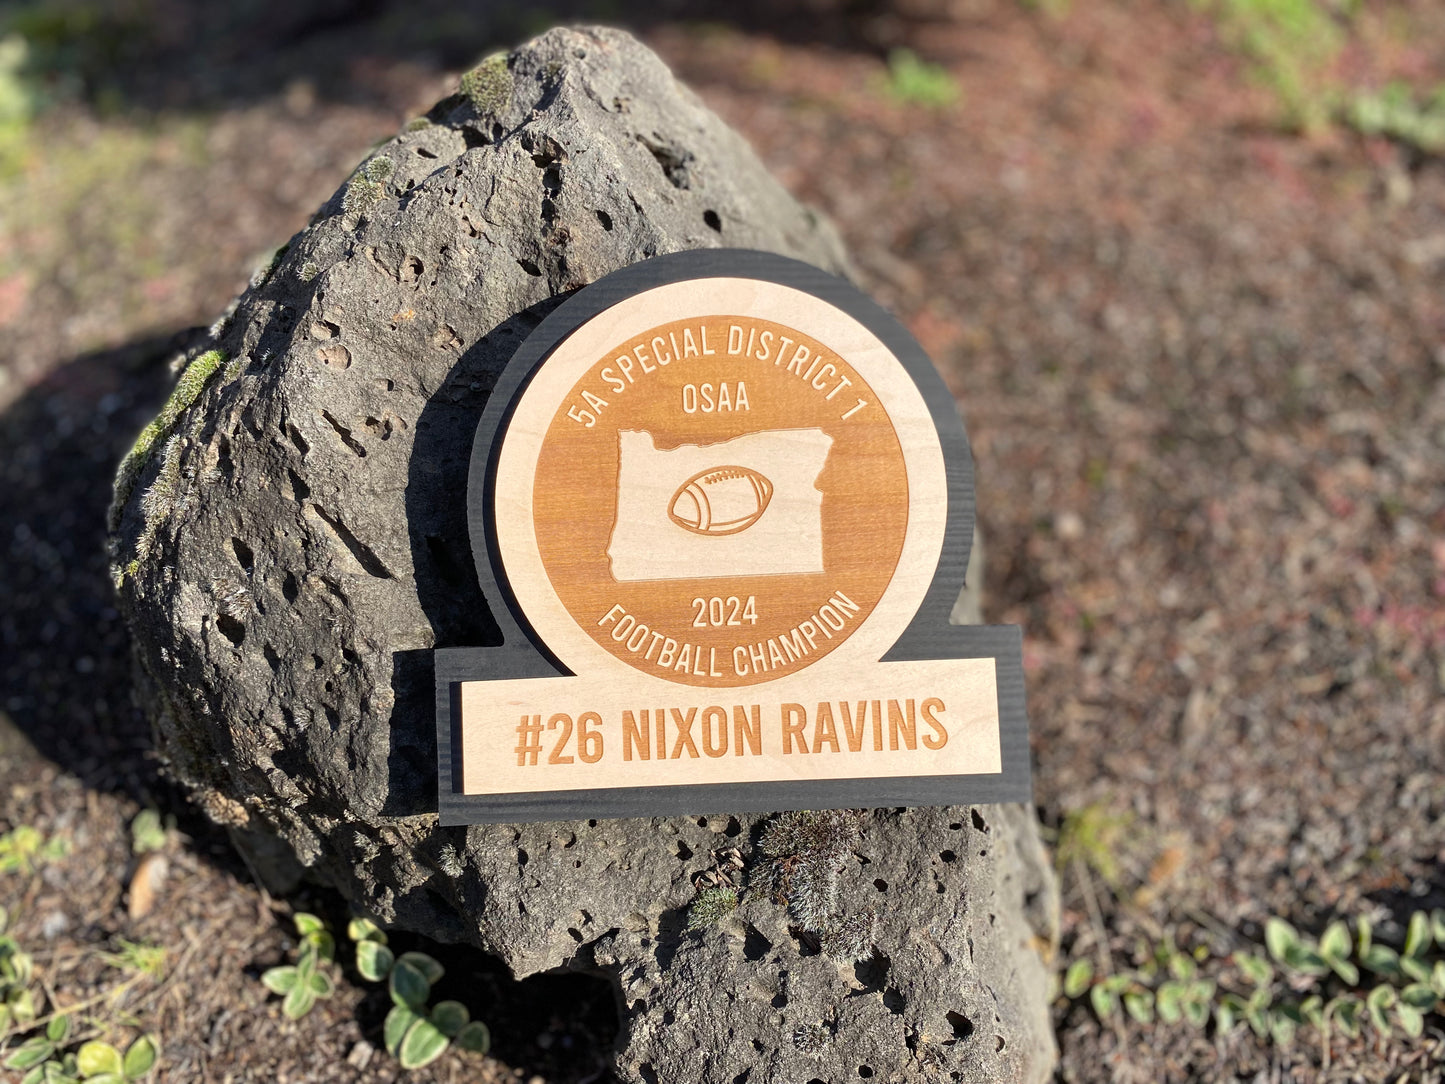 5A SPECIAL DISTRICT 1
OSAA
2024
FOOTBALL CHAMPION
#26 NIXON RAVINS